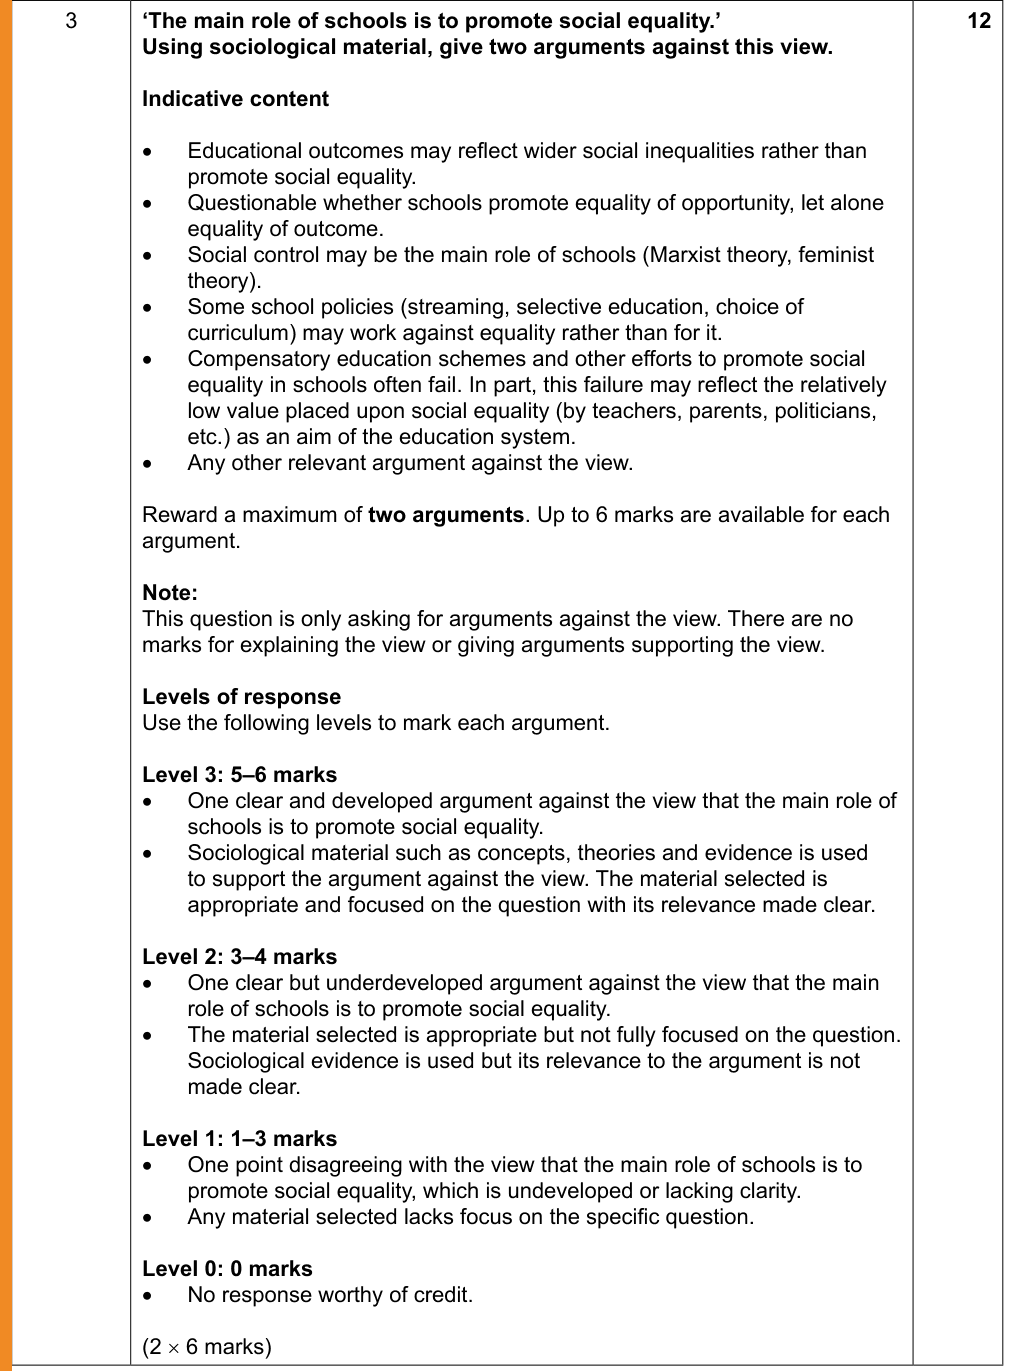 3
‘The main role of schools is to promote social equality.’
12
Using sociological material, give two arguments against this view.
Indicative content
• Educational outcomes may reflect wider social inequalities rather than
promote social equality.
• Questionable whether schools promote equality of opportunity, let alone
equality of outcome.
• Social control may be the main role of schools (Marxist theory, feminist
theory).
• Some school policies (streaming, selective education, choice of
curriculum) may work against equality rather than for it.
• Compensatory education schemes and other efforts to promote social
equality in schools often fail. In part, this failure may reflect the relatively
low value placed upon social equality (by teachers, parents, politicians,
etc.) as an aim of the education system.
• Any other relevant argument against the view.
Reward a maximum of two arguments. Up to 6 marks are available for each
argument.
Note:
This question is only asking for arguments against the view. There are no
marks for explaining the view or giving arguments supporting the view.
Levels of response
Use the following levels to mark each argument.
Level 3: 5–6 marks
• One clear and developed argument against the view that the main role of
schools is to promote social equality.
• Sociological material such as concepts, theories and evidence is used
to support the argument against the view. The material selected is
appropriate and focused on the question with its relevance made clear.
Level 2: 3–4 marks
• One clear but underdeveloped argument against the view that the main
role of schools is to promote social equality.
• The material selected is appropriate but not fully focused on the question.
Sociological evidence is used but its relevance to the argument is not
made clear.
Level 1: 1–3 marks
• One point disagreeing with the view that the main role of schools is to
promote social equality, which is undeveloped or lacking clarity.
• Any material selected lacks focus on the specific question.
Level 0: 0 marks
• No response worthy of credit.
(2 × 6 marks)